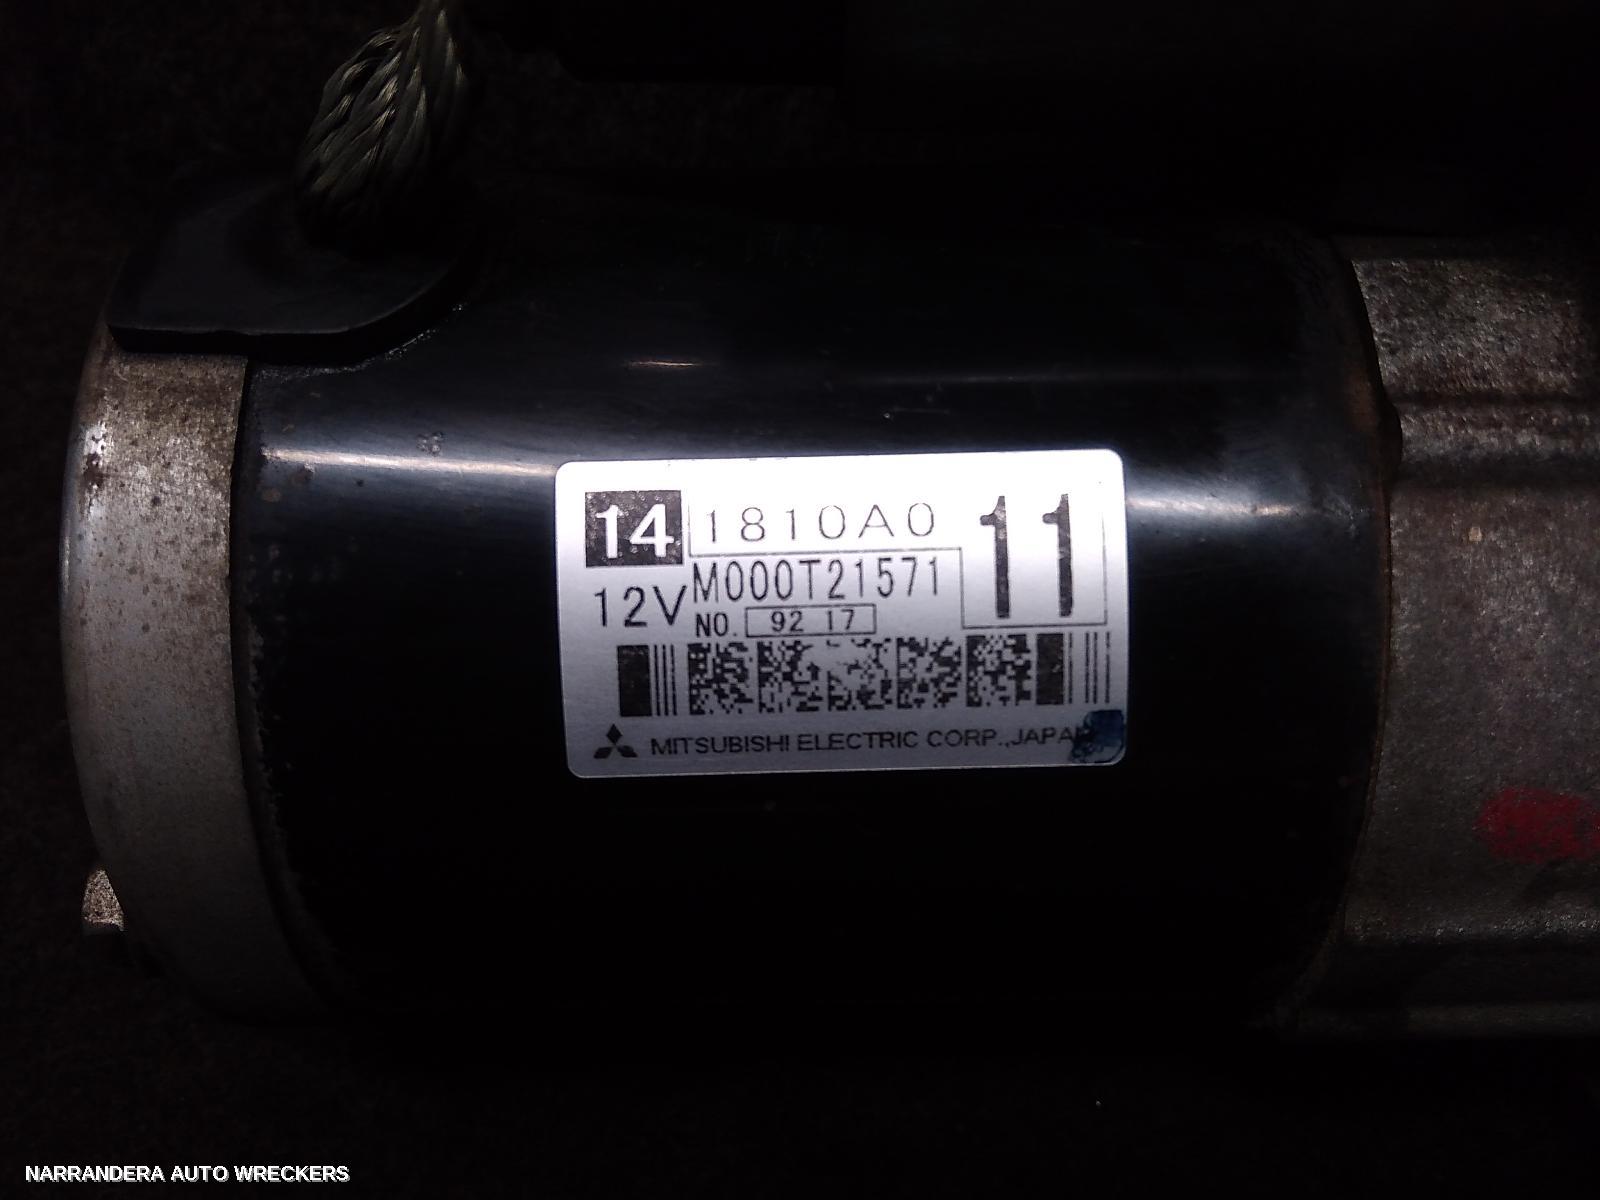 14 1810A0 11
12V M000T21571
NO. 92 17
MITSUBISHI ELECTRIC CORP.,JAPAN
NARRANDERA AUTO WRECKERS